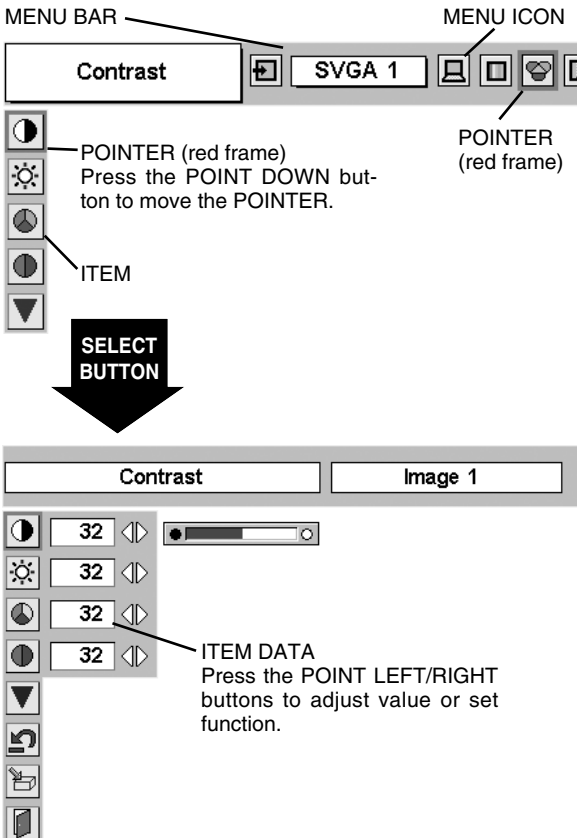 MENU BAR
MENU ICON
Contrast
SVGA 1
POINTER (red frame)
Press the POINT DOWN but-
ton to move the POINTER.
POINTER
(red frame)
ITEM
SELECT
BUTTON
Contrast
Image 1
32
32
32
32
ITEM DATA
Press the POINT LEFT/RIGHT
buttons to adjust value or set
function.